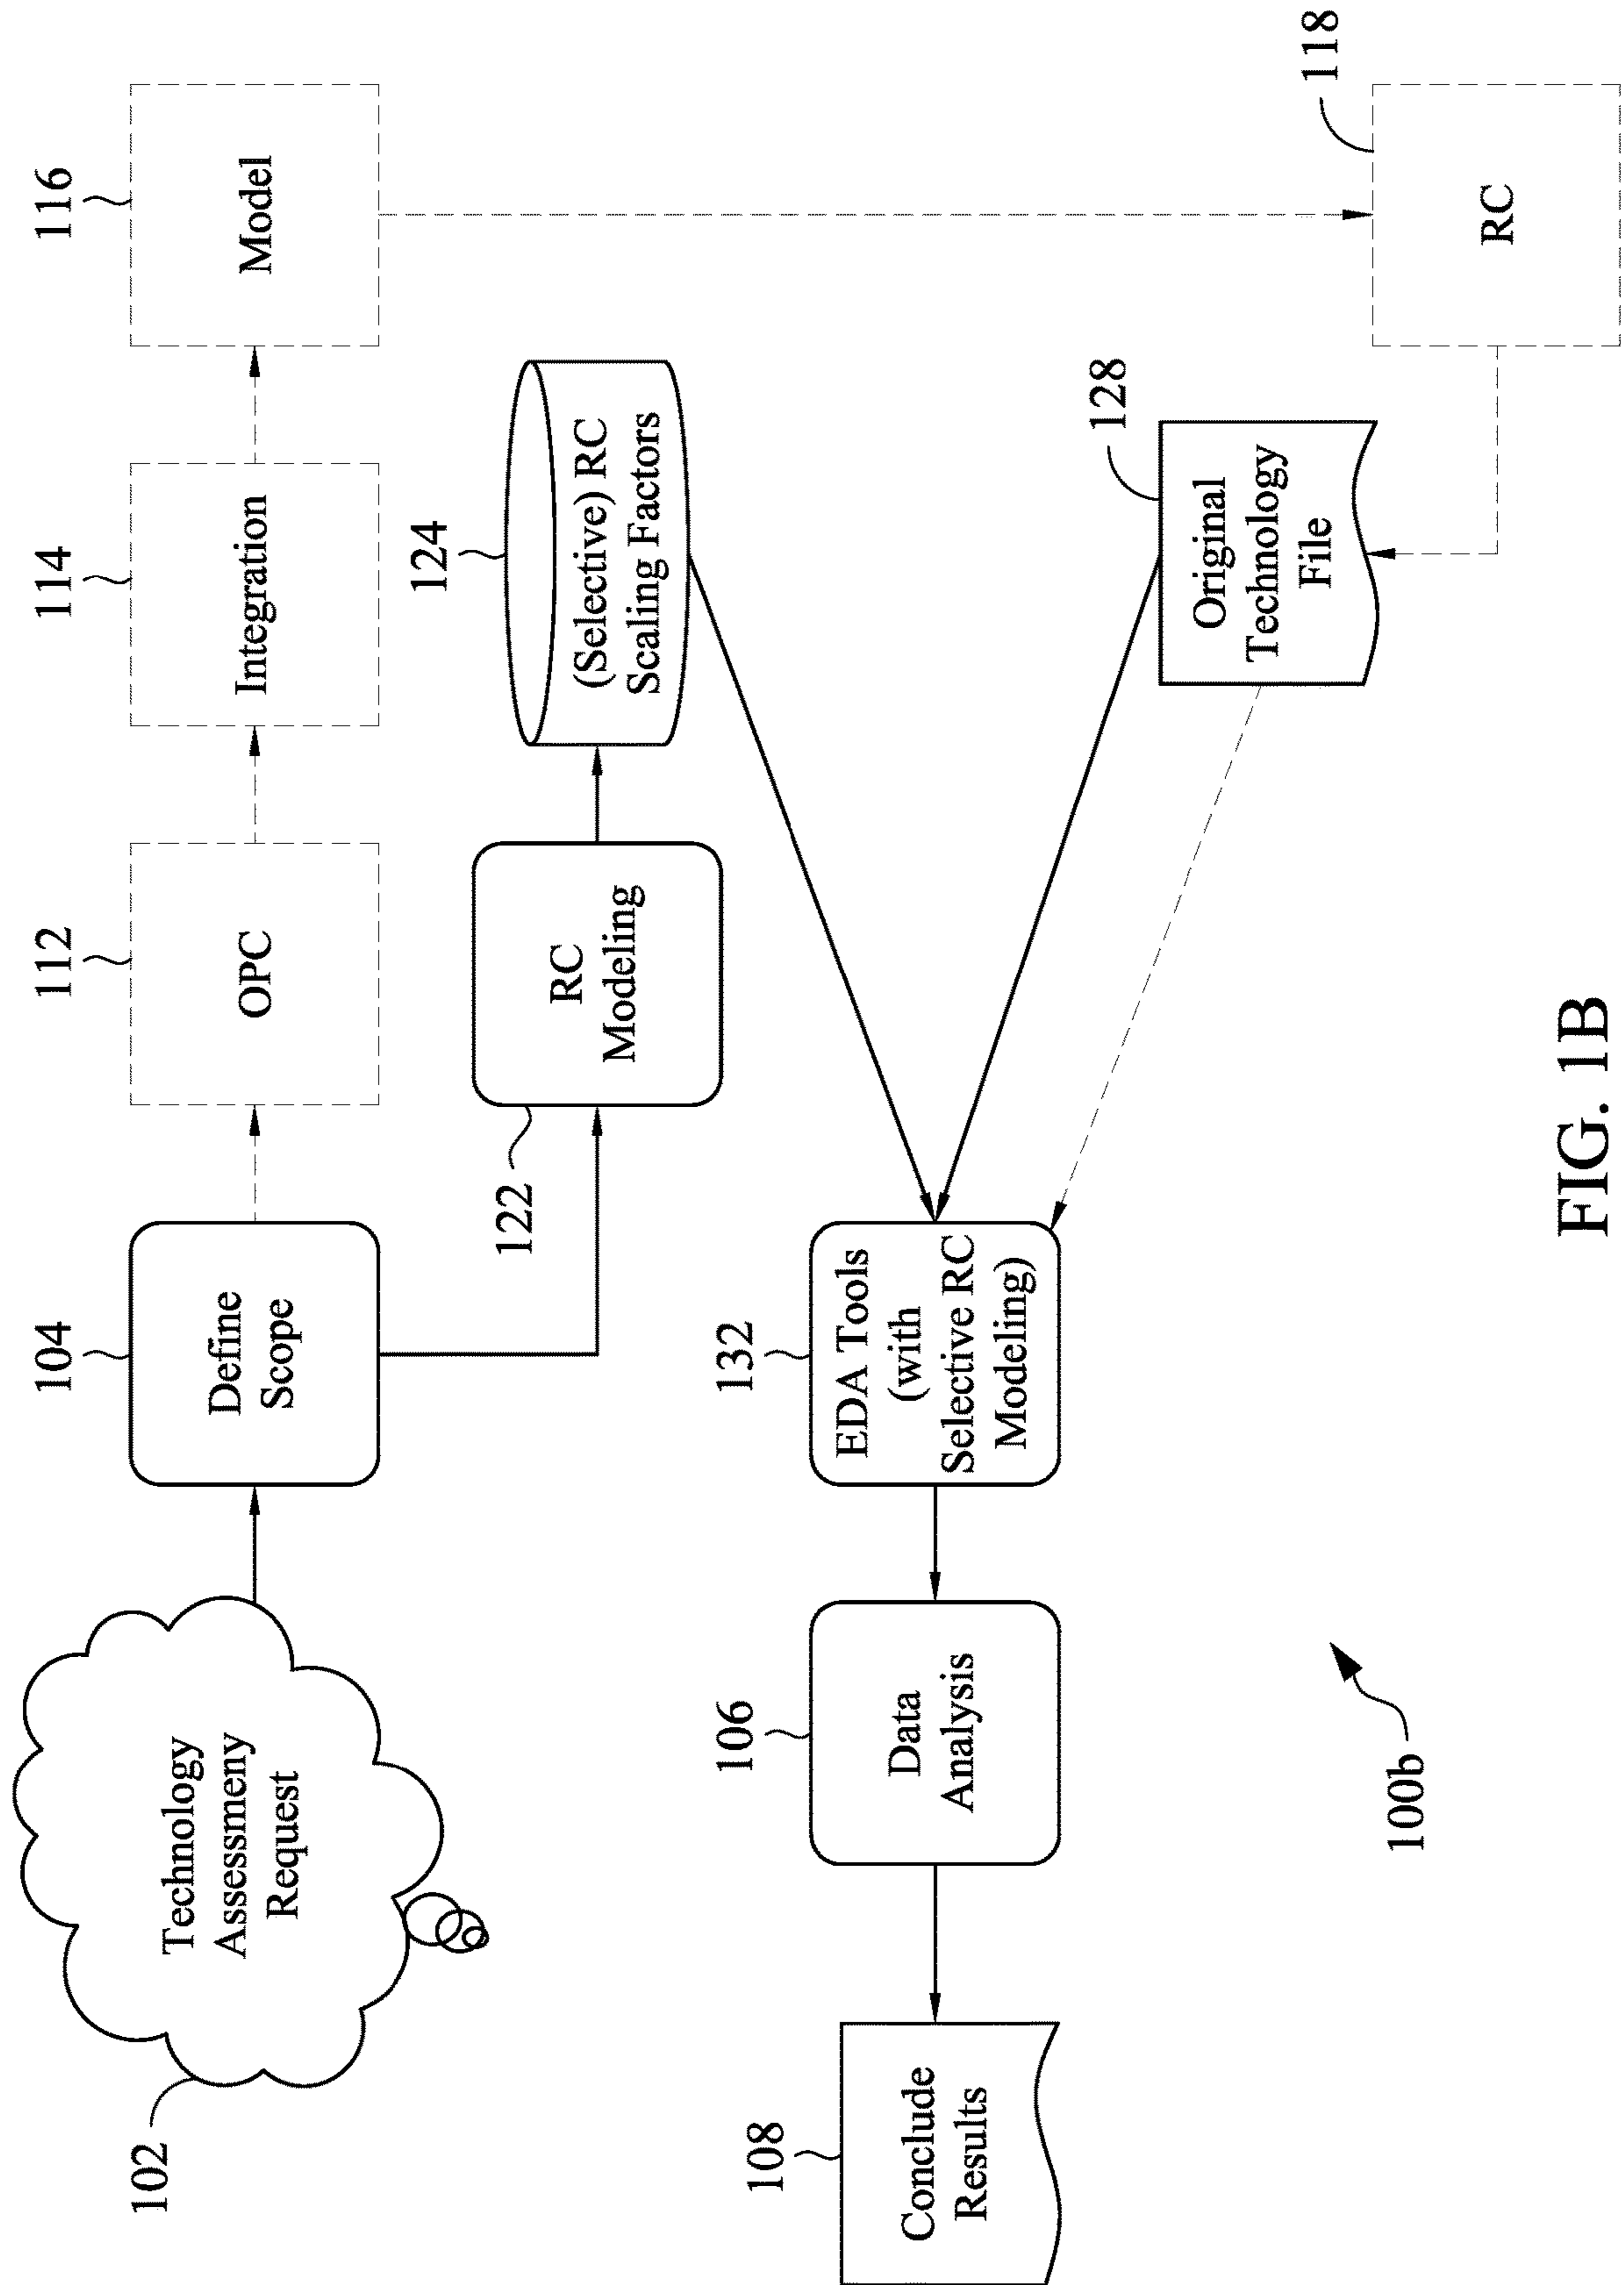 102
Technology
Assessmeny
Request
104
Define
Scope
112
OPC
114
Integration
116
Model
122
RC
Modeling
124
(Selective) RC
Scaling Factors
108
Conclude
Results
106
Data
Analysis
132
EDA Tools
(with
Selective RC
Modeling)
128
Original
Technology
File
118
RC
100b
FIG. 1B